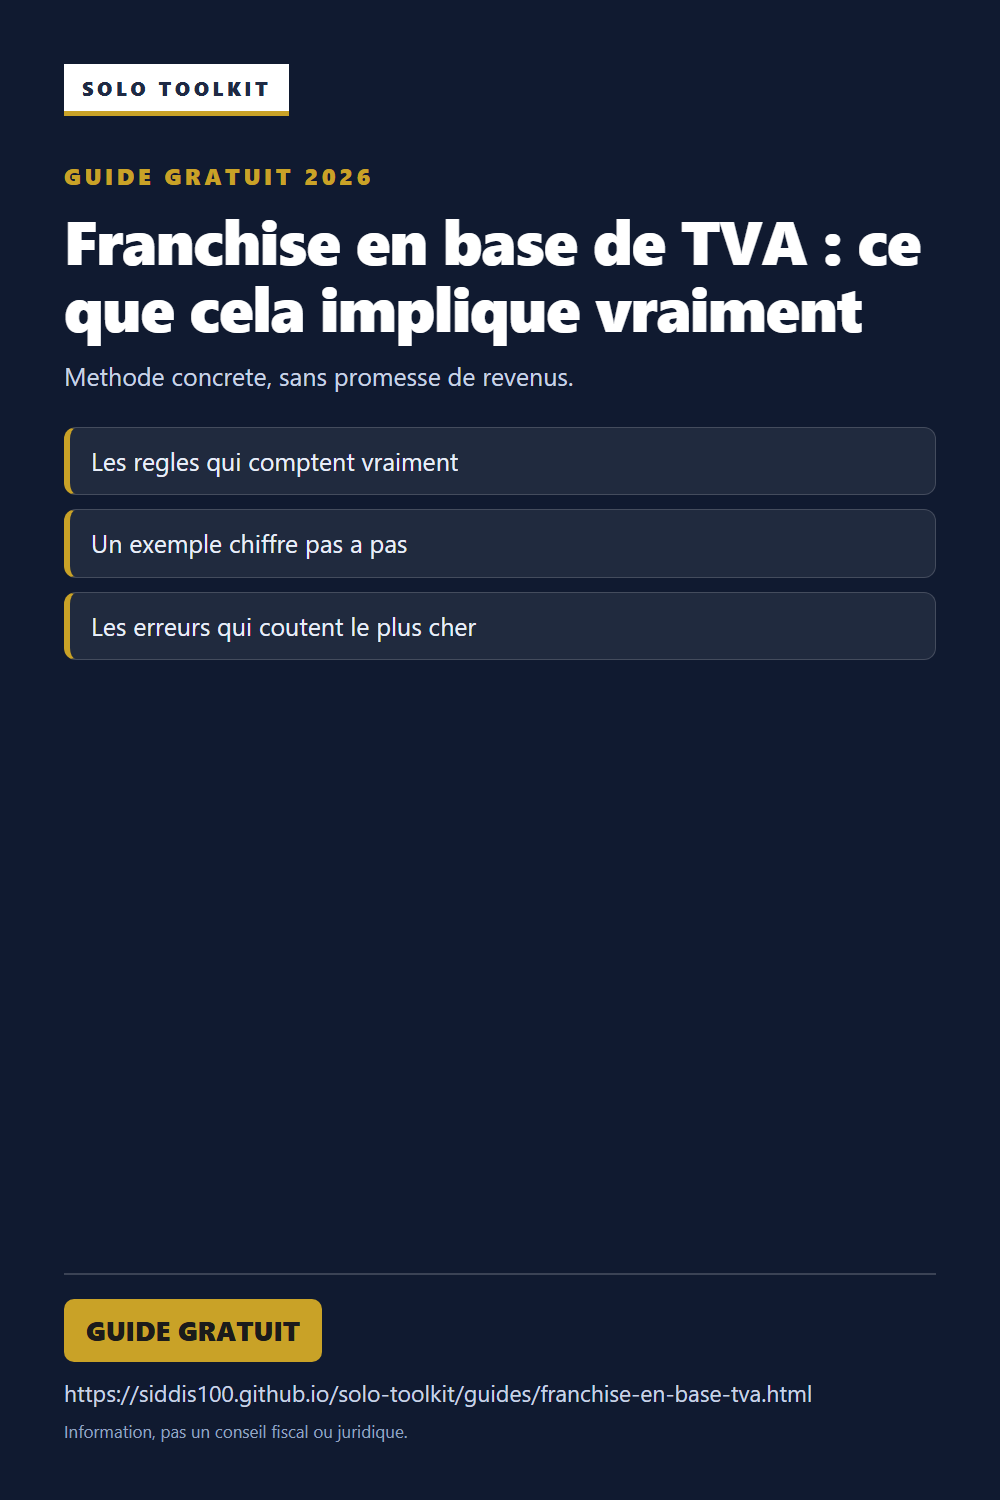 SOLO TOOLKIT
GUIDE GRATUIT 2026
Franchise en base de TVA : ce
que cela implique vraiment
Methode concrete, sans promesse de revenus.
Les regles qui comptent vraiment
Un exemple chiffre pas a pas
Les erreurs qui coutent le plus cher
GUIDE GRATUIT
https://siddis100.github.io/solo-toolkit/guides/franchise-en-base-tva.html
Information, pas un conseil fiscal ou juridique.